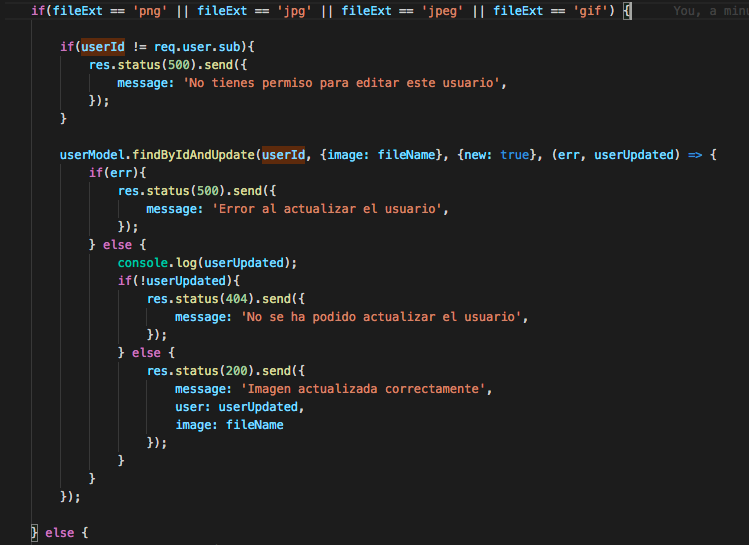 if(fileExt == 'png' || fileExt == 'jpg' || fileExt == 'jpeg' || fileExt == 'gif') { You, a minu
if(userId != req.user.sub){
res.status(500).send({
message: 'No tienes permiso para editar este usuario',
});
}
userModel.findByIdAndUpdate(userId, {image: fileName}, {new: true}, (err, userUpdated) => {
if(err){
res.status(500).send({
message: 'Error al actualizar el usuario',
});
} else {
console.log(userUpdated);
if(!userUpdated){
res.status(404).send({
message: 'No se ha podido actualizar el usuario',
});
} else {
res.status(200).send({
message: 'Imagen actualizada correctamente',
user: userUpdated,
image: fileName
});
}
}
});
} else {